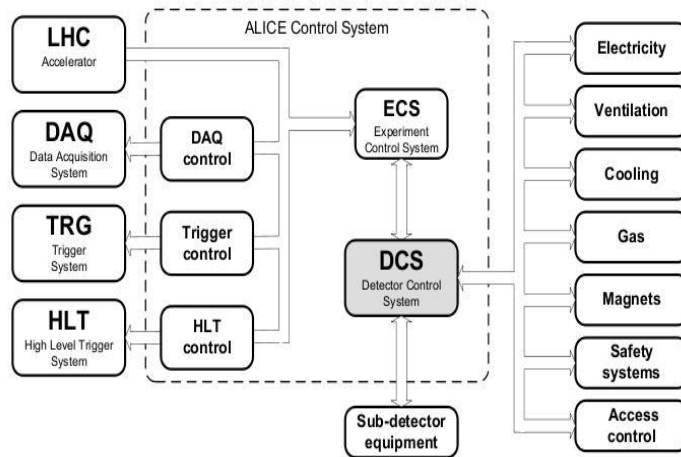 ALICE Control System
LHC
Accelerator
DAQ
Data Acquisition
System
TRG
Trigger
System
HLT
High Level Trigger
System
DAQ
control
Trigger
control
HLT
control
ECS
Experiment
Control System
DCS
Detector Control
System
Sub-detector
equipment
Electricity
Ventilation
Cooling
Gas
Magnets
Safety
systems
Access
control